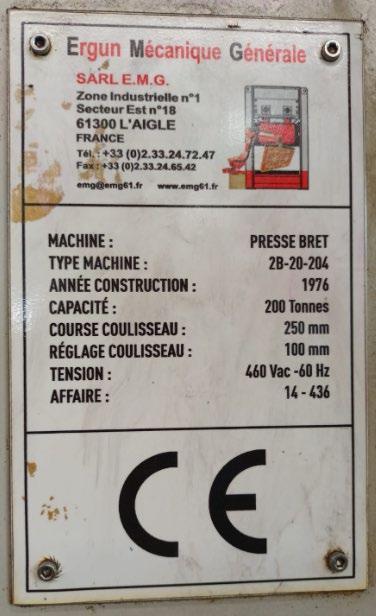 Ergun Mécanique Générale
SARL E.M.G.
Zone Industrielle n°1
Secteur Est n°18
61300 L'AIGLE
FRANCE
Tél. : +33 (0)2.33.24.72.47
Fax : +33 (0)2.33.24.65.42
emg@emg61.fr www.emg61.fr
MACHINE : PRESSE BRET
TYPE MACHINE : 2B-20-204
ANNÉE CONSTRUCTION : 1976
CAPACITÉ : 200 Tonnes
COURSE COULISSEAU : 250 mm
RÉGLAGE COULISSEAU : 100 mm
TENSION : 460 Vac -60 Hz
AFFAIRE : 14 - 436
CE